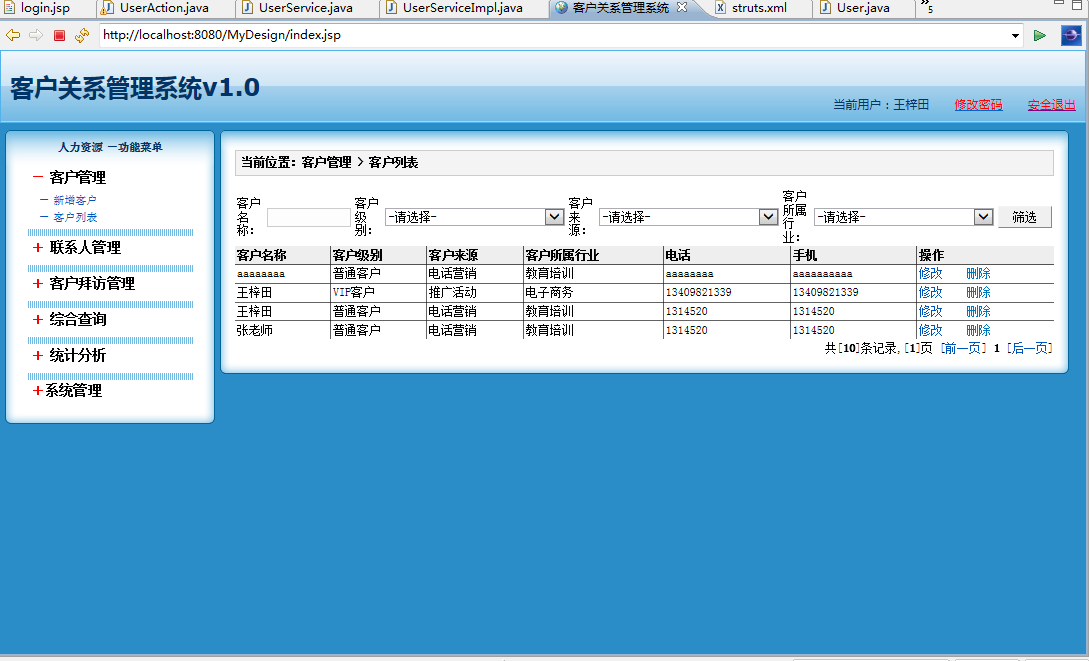 login.jsp UserAction.java UserService.java UserServiceImpl.java 客户关系管理系统 struts.xml User.java »5
http://localhost:8080/MyDesign/index.jsp
客户关系管理系统v1.0
当前用户：王梓田 修改密码 安全退出
人力资源 －功能菜单
－ 客户管理
－ 新增客户
－ 客户列表
+ 联系人管理
+ 客户拜访管理
+ 综合查询
+ 统计分析
+系统管理
当前位置: 客户管理 > 客户列表
客户名称: 客户级别: -请选择- 客户来源: -请选择- 客户所属行业: -请选择- 筛选
客户名称 客户级别 客户来源 客户所属行业 电话 手机 操作
aaaaaaaa 普通客户 电话营销 教育培训 aaaaaaaa aaaaaaaaaa 修改 删除
王梓田 VIP客户 推广活动 电子商务 13409821339 13409821339 修改 删除
王梓田 普通客户 电话营销 教育培训 1314520 1314520 修改 删除
张老师 普通客户 电话营销 教育培训 1314520 1314520 修改 删除
共[10]条记录, [1]页 [前一页] 1 [后一页]